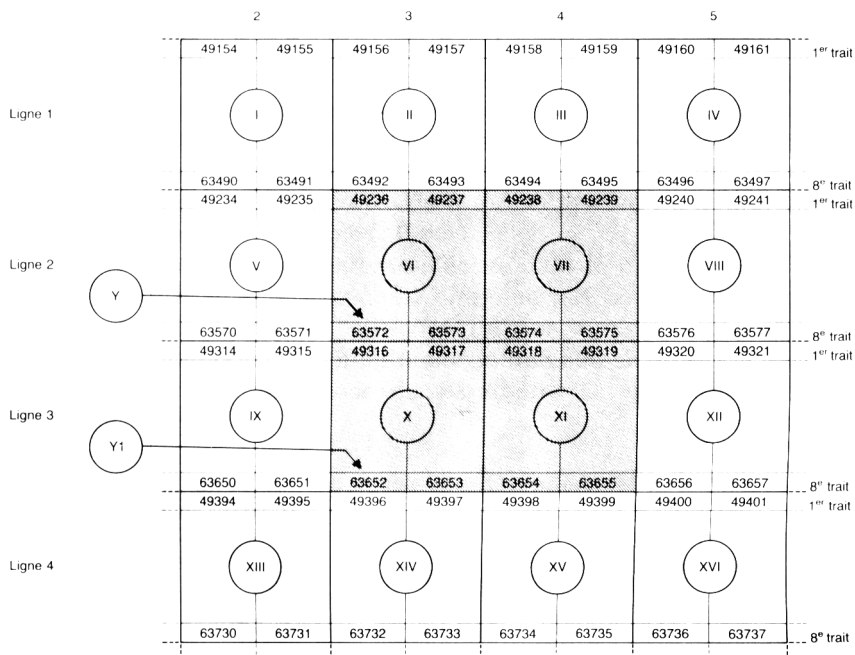 2 3 4 5
49154 49155 49156 49157 49158 49159 49160 49161 1er trait
Ligne 1 I II III IV
63490 63491 63492 63493 63494 63495 63496 63497 8e trait
49234 49235 49236 49237 49238 49239 49240 49241 1er trait
Ligne 2 V VI VII VIII
Y
63570 63571 63572 63573 63574 63575 63576 63577 8e trait
49314 49315 49316 49317 49318 49319 49320 49321 1er trait
Ligne 3 IX X XI XII
Y1
63650 63651 63652 63653 63654 63655 63656 63657 8e trait
49394 49395 49396 49397 49398 49399 49400 49401 1er trait
Ligne 4 XIII XIV XV XVI
63730 63731 63732 63733 63734 63735 63736 63737 8e trait